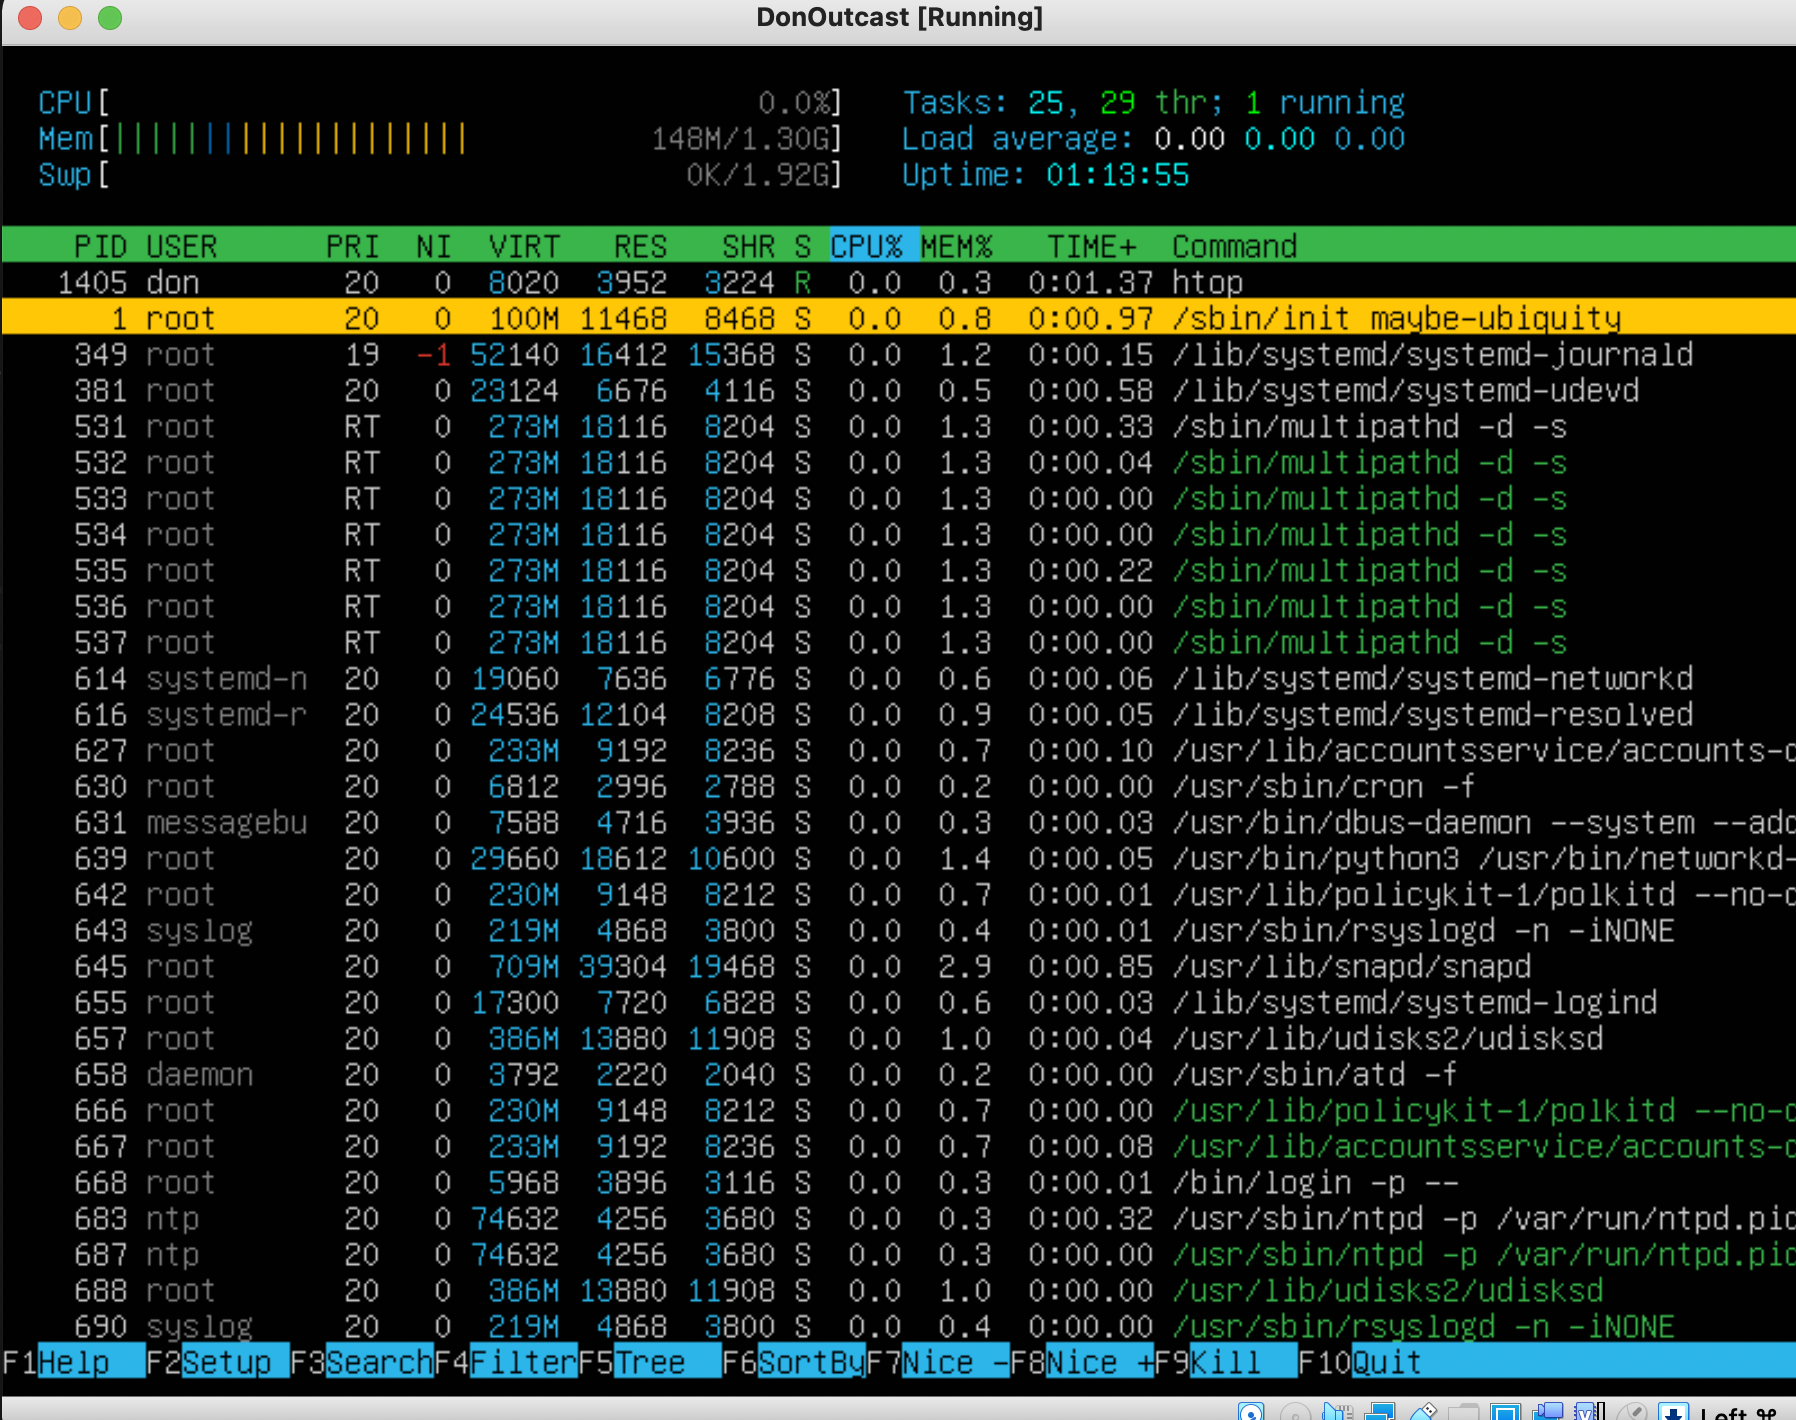 DonOutcast [Running]
CPU[ 0.0%] Tasks: 25, 29 thr; 1 running
Mem[|||||||||||||||||||| 148M/1.30G] Load average: 0.00 0.00 0.00
Swp[ 0K/1.92G] Uptime: 01:13:55
PID USER PRI NI VIRT RES SHR S CPU% MEM% TIME+ Command
1405 don 20 0 8020 3952 3224 R 0.0 0.3 0:01.37 htop
1 root 20 0 100M 11468 8468 S 0.0 0.8 0:00.97 /sbin/init maybe-ubiquity
349 root 19 -1 52140 16412 15368 S 0.0 1.2 0:00.15 /lib/systemd/systemd-journald
381 root 20 0 23124 6676 4116 S 0.0 0.5 0:00.58 /lib/systemd/systemd-udevd
531 root RT 0 273M 18116 8204 S 0.0 1.3 0:00.33 /sbin/multipathd -d -s
532 root RT 0 273M 18116 8204 S 0.0 1.3 0:00.04 /sbin/multipathd -d -s
533 root RT 0 273M 18116 8204 S 0.0 1.3 0:00.00 /sbin/multipathd -d -s
534 root RT 0 273M 18116 8204 S 0.0 1.3 0:00.00 /sbin/multipathd -d -s
535 root RT 0 273M 18116 8204 S 0.0 1.3 0:00.22 /sbin/multipathd -d -s
536 root RT 0 273M 18116 8204 S 0.0 1.3 0:00.00 /sbin/multipathd -d -s
537 root RT 0 273M 18116 8204 S 0.0 1.3 0:00.00 /sbin/multipathd -d -s
614 systemd-n 20 0 19060 7636 6776 S 0.0 0.6 0:00.06 /lib/systemd/systemd-networkd
616 systemd-r 20 0 24536 12104 8208 S 0.0 0.9 0:00.05 /lib/systemd/systemd-resolved
627 root 20 0 233M 9192 8236 S 0.0 0.7 0:00.10 /usr/lib/accountsservice/accounts-d
630 root 20 0 6812 2996 2788 S 0.0 0.2 0:00.00 /usr/sbin/cron -f
631 messagebu 20 0 7588 4716 3936 S 0.0 0.3 0:00.03 /usr/bin/dbus-daemon --system --add
639 root 20 0 29660 18612 10600 S 0.0 1.4 0:00.05 /usr/bin/python3 /usr/bin/networkd-
642 root 20 0 230M 9148 8212 S 0.0 0.7 0:00.01 /usr/lib/policykit-1/polkitd --no-d
643 syslog 20 0 219M 4868 3800 S 0.0 0.4 0:00.01 /usr/sbin/rsyslogd -n -iNONE
645 root 20 0 709M 39304 19468 S 0.0 2.9 0:00.85 /usr/lib/snapd/snapd
655 root 20 0 17300 7720 6828 S 0.0 0.6 0:00.03 /lib/systemd/systemd-logind
657 root 20 0 386M 13880 11908 S 0.0 1.0 0:00.04 /usr/lib/udisks2/udisksd
658 daemon 20 0 3792 2220 2040 S 0.0 0.2 0:00.00 /usr/sbin/atd -f
666 root 20 0 230M 9148 8212 S 0.0 0.7 0:00.00 /usr/lib/policykit-1/polkitd --no-d
667 root 20 0 233M 9192 8236 S 0.0 0.7 0:00.08 /usr/lib/accountsservice/accounts-d
668 root 20 0 5968 3896 3116 S 0.0 0.3 0:00.01 /bin/login -p --
683 ntp 20 0 74632 4256 3680 S 0.0 0.3 0:00.32 /usr/sbin/ntpd -p /var/run/ntpd.pid
687 ntp 20 0 74632 4256 3680 S 0.0 0.3 0:00.00 /usr/sbin/ntpd -p /var/run/ntpd.pid
688 root 20 0 386M 13880 11908 S 0.0 1.0 0:00.00 /usr/lib/udisks2/udisksd
690 syslog 20 0 219M 4868 3800 S 0.0 0.4 0:00.00 /usr/sbin/rsyslogd -n -iNONE
F1Help F2Setup F3SearchF4FilterF5Tree F6SortByF7Nice -F8Nice +F9Kill F10Quit
Left ⌘